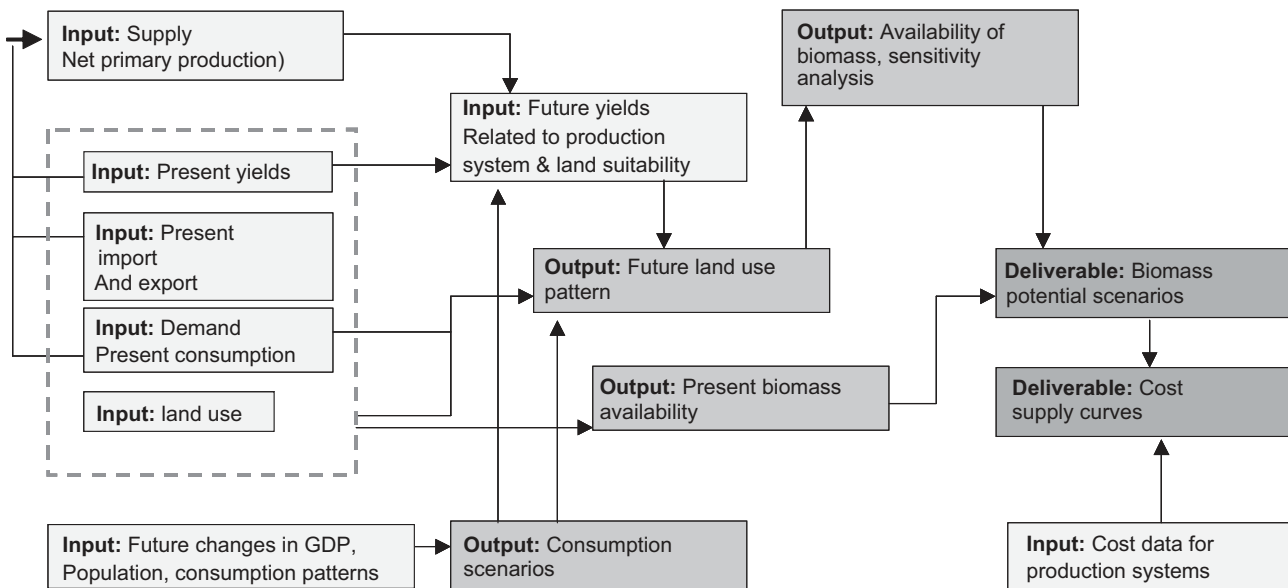 Input: Supply
Net primary production)
Output: Availability of
biomass, sensitivity
analysis
Input: Future yields
Related to production
system & land suitability
Input: Present yields
Input: Present
import
And export
Output: Future land use
pattern
Deliverable: Biomass
potential scenarios
Input: Demand
Present consumption
Output: Present biomass
availability
Deliverable: Cost
supply curves
Input: land use
Input: Future changes in GDP,
Population, consumption patterns
Output: Consumption
scenarios
Input: Cost data for
production systems